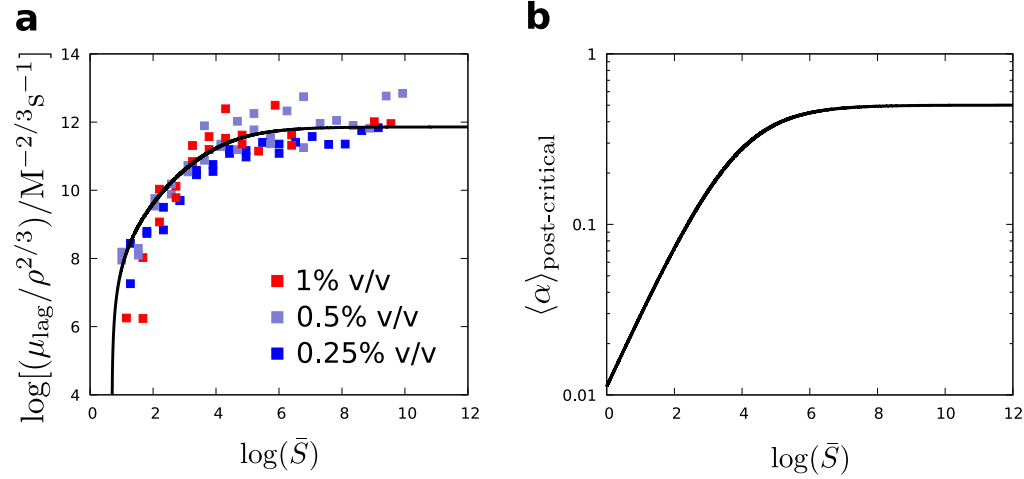 a
log[(μlag/ρ^2/3)/M^−2/3 s^−1]
14
12
10
8
6
4
1% v/v
0.5% v/v
0.25% v/v
0 2 4 6 8 10 12
log(S̄)
b
⟨α⟩post-critical
1
0.1
0.01
0 2 4 6 8 10 12
log(S̄)